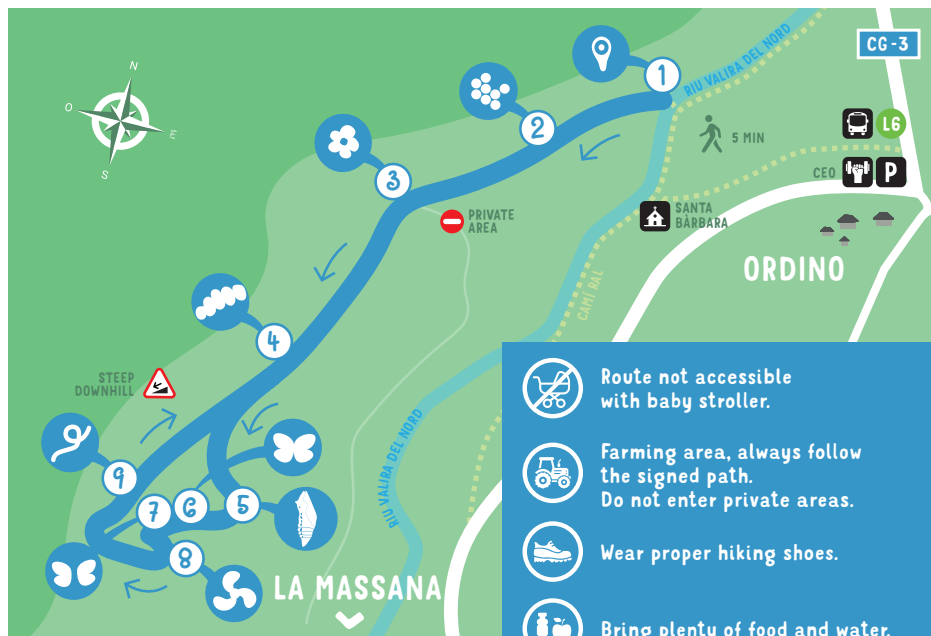 N
O
E
S
1
2
3
4
5
6
7
8
9
RIU VALIRA DEL NORD
CG-3
L6
5 MIN
CEO
P
SANTA
BÀRBARA
PRIVATE
AREA
ORDINO
CAMÍ RAL
STEEP
DOWNHILL
RIU VALIRA DEL NORD
LA MASSANA
Route not accessible
with baby stroller.
Farming area, always follow
the signed path.
Do not enter private areas.
Wear proper hiking shoes.
Bring plenty of food and water.